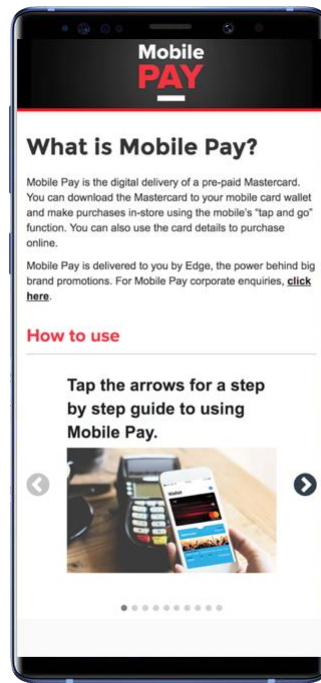 Mobile
PAY
What is Mobile Pay?
Mobile Pay is the digital delivery of a pre-paid Mastercard.
You can download the Mastercard to your mobile card wallet
and make purchases in-store using the mobile's "tap and go"
function. You can also use the card details to purchase
online.
Mobile Pay is delivered to you by Edge, the power behind big
brand promotions. For Mobile Pay corporate enquiries, click
here.
How to use
Tap the arrows for a step
by step guide to using
Mobile Pay.
Wallet